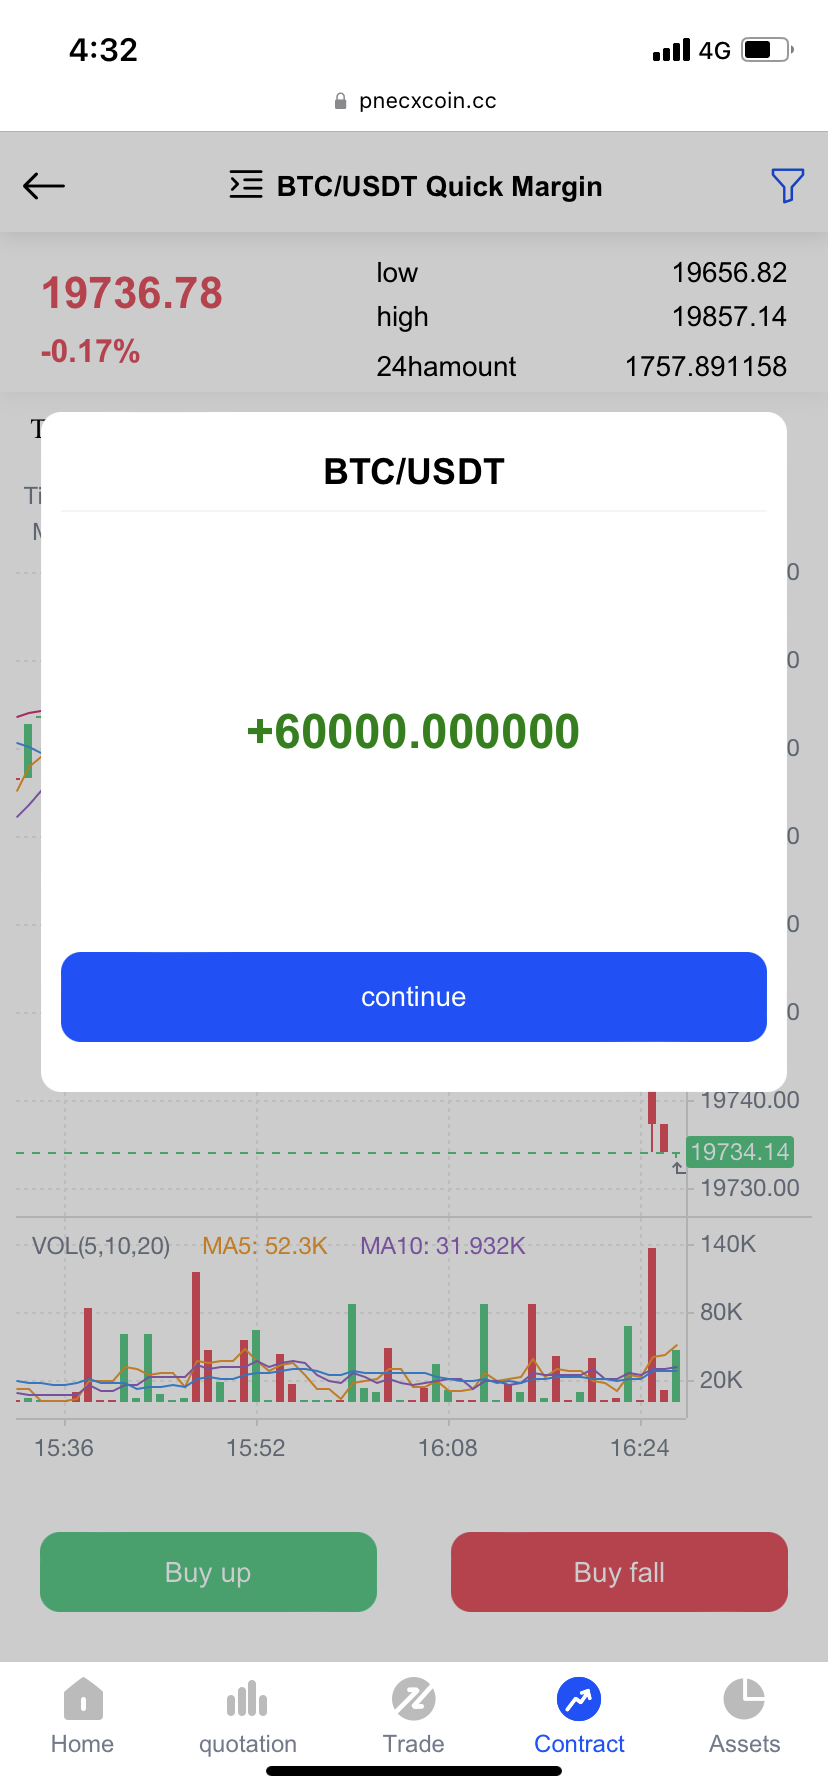 4:32
4G
pnecxcoin.cc
BTC/USDT Quick Margin
19736.78
-0.17%
low 19656.82
high 19857.14
24hamount 1757.891158
BTC/USDT
+60000.000000
continue
19740.00
19734.14
19730.00
VOL(5,10,20) MA5: 52.3K MA10: 31.932K
140K
80K
20K
15:36 15:52 16:08 16:24
Buy up Buy fall
Home quotation Trade Contract Assets